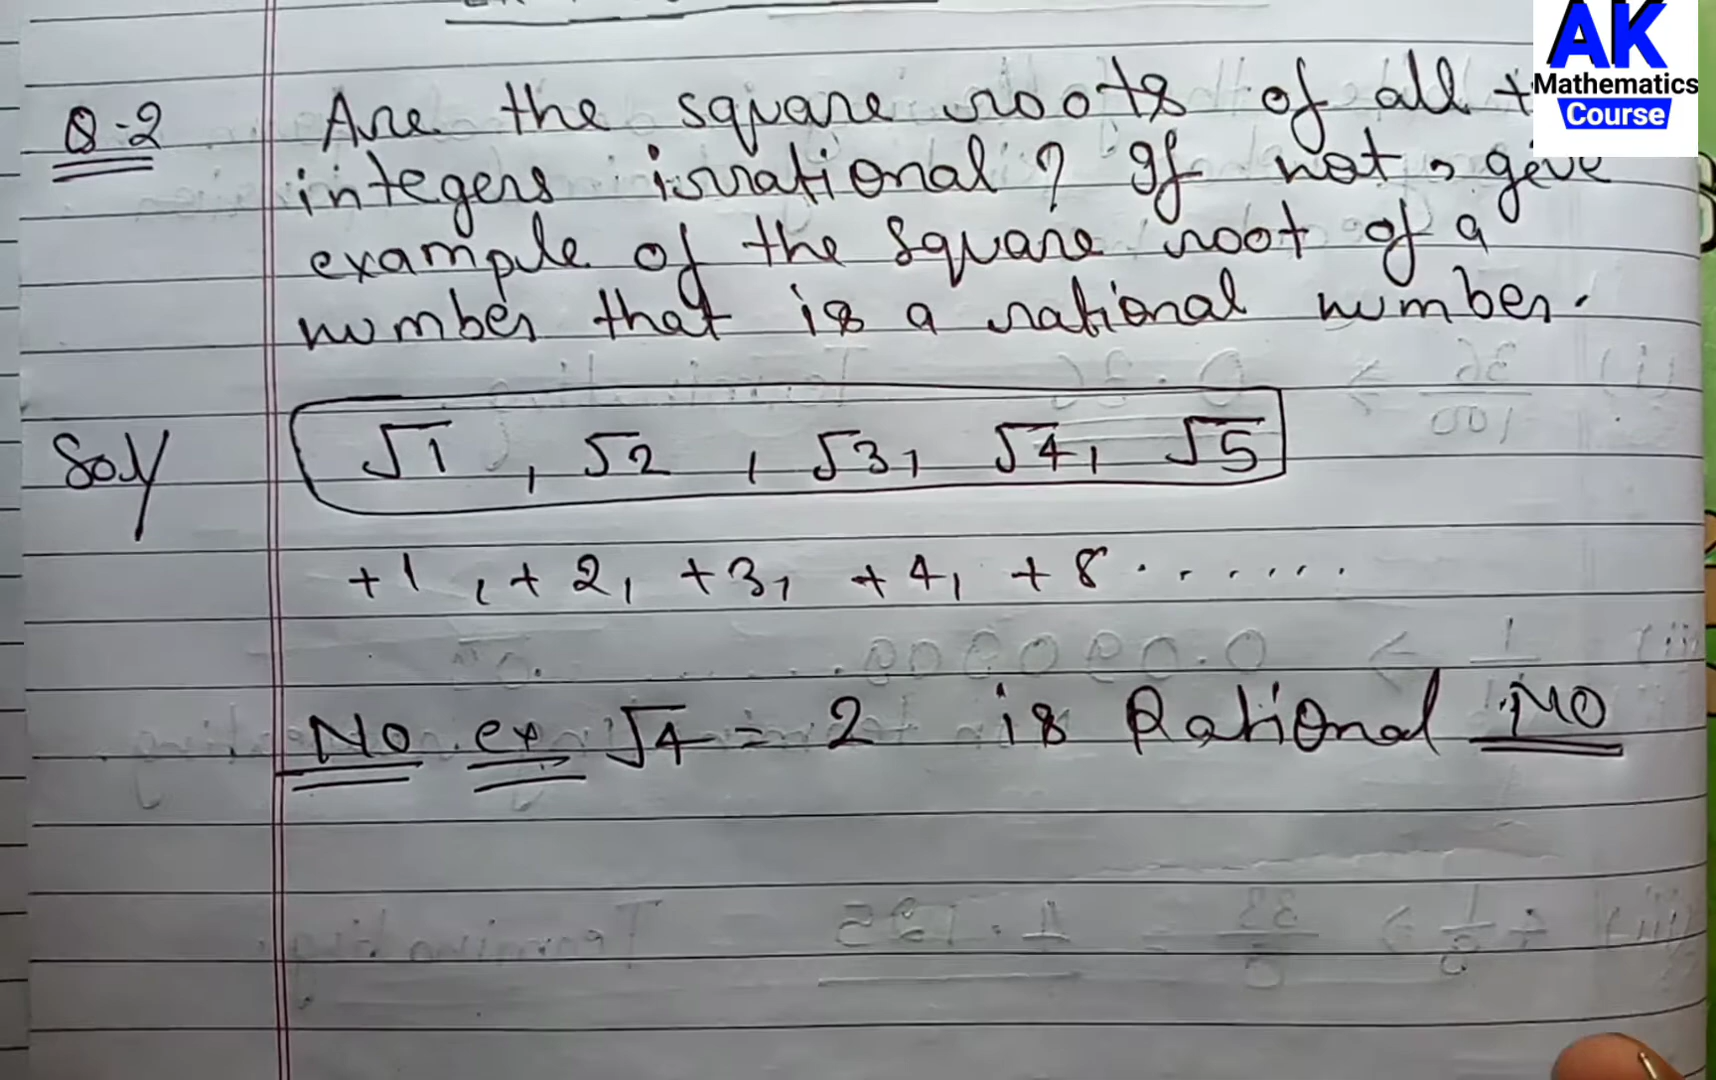 AK
Mathematics
Course
Q-2 Are the square roots of all
integers irrational? If not, give
example of the square root of a
number that is a rational number.
Sol √1, √2, √3, √4, √5
+1, +2, +3, +4, +8.......
No ex √4 = 2 is Rational NO